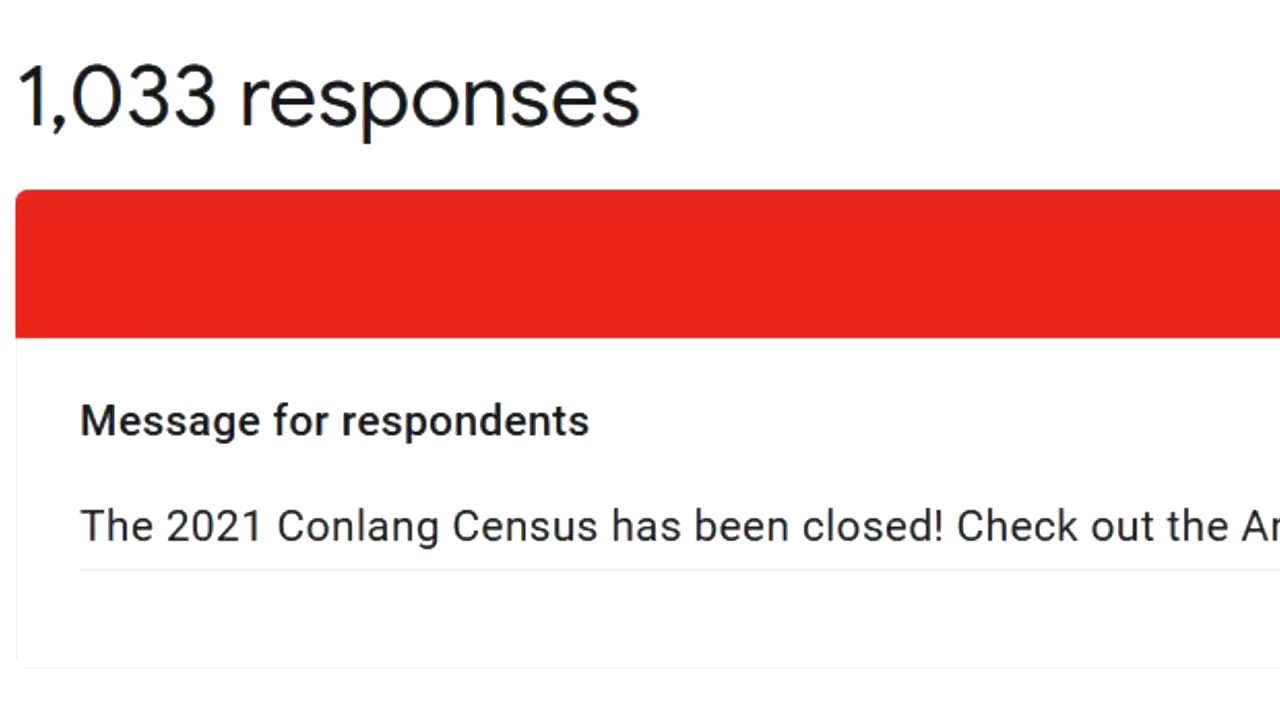 1,033 responses
Message for respondents
The 2021 Conlang Census has been closed! Check out the